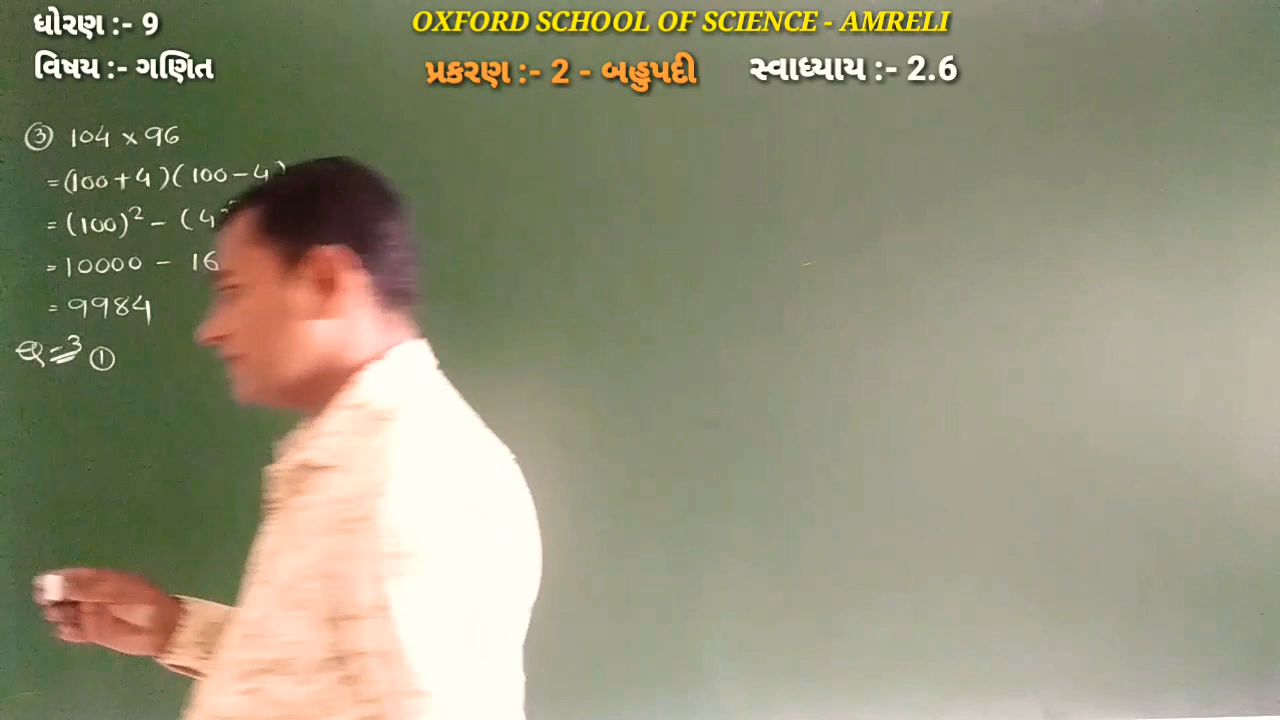 ધોરણ :- 9
OXFORD SCHOOL OF SCIENCE - AMRELI
વિષય :- ગણિત
પ્રકરણ :- 2 - બહુપદી
સ્વાધ્યાય :- 2.6
③ 104 × 96
= (100 + 4)(100 - 4)
= (100)² - (4
= 10000 - 16
= 9984
①